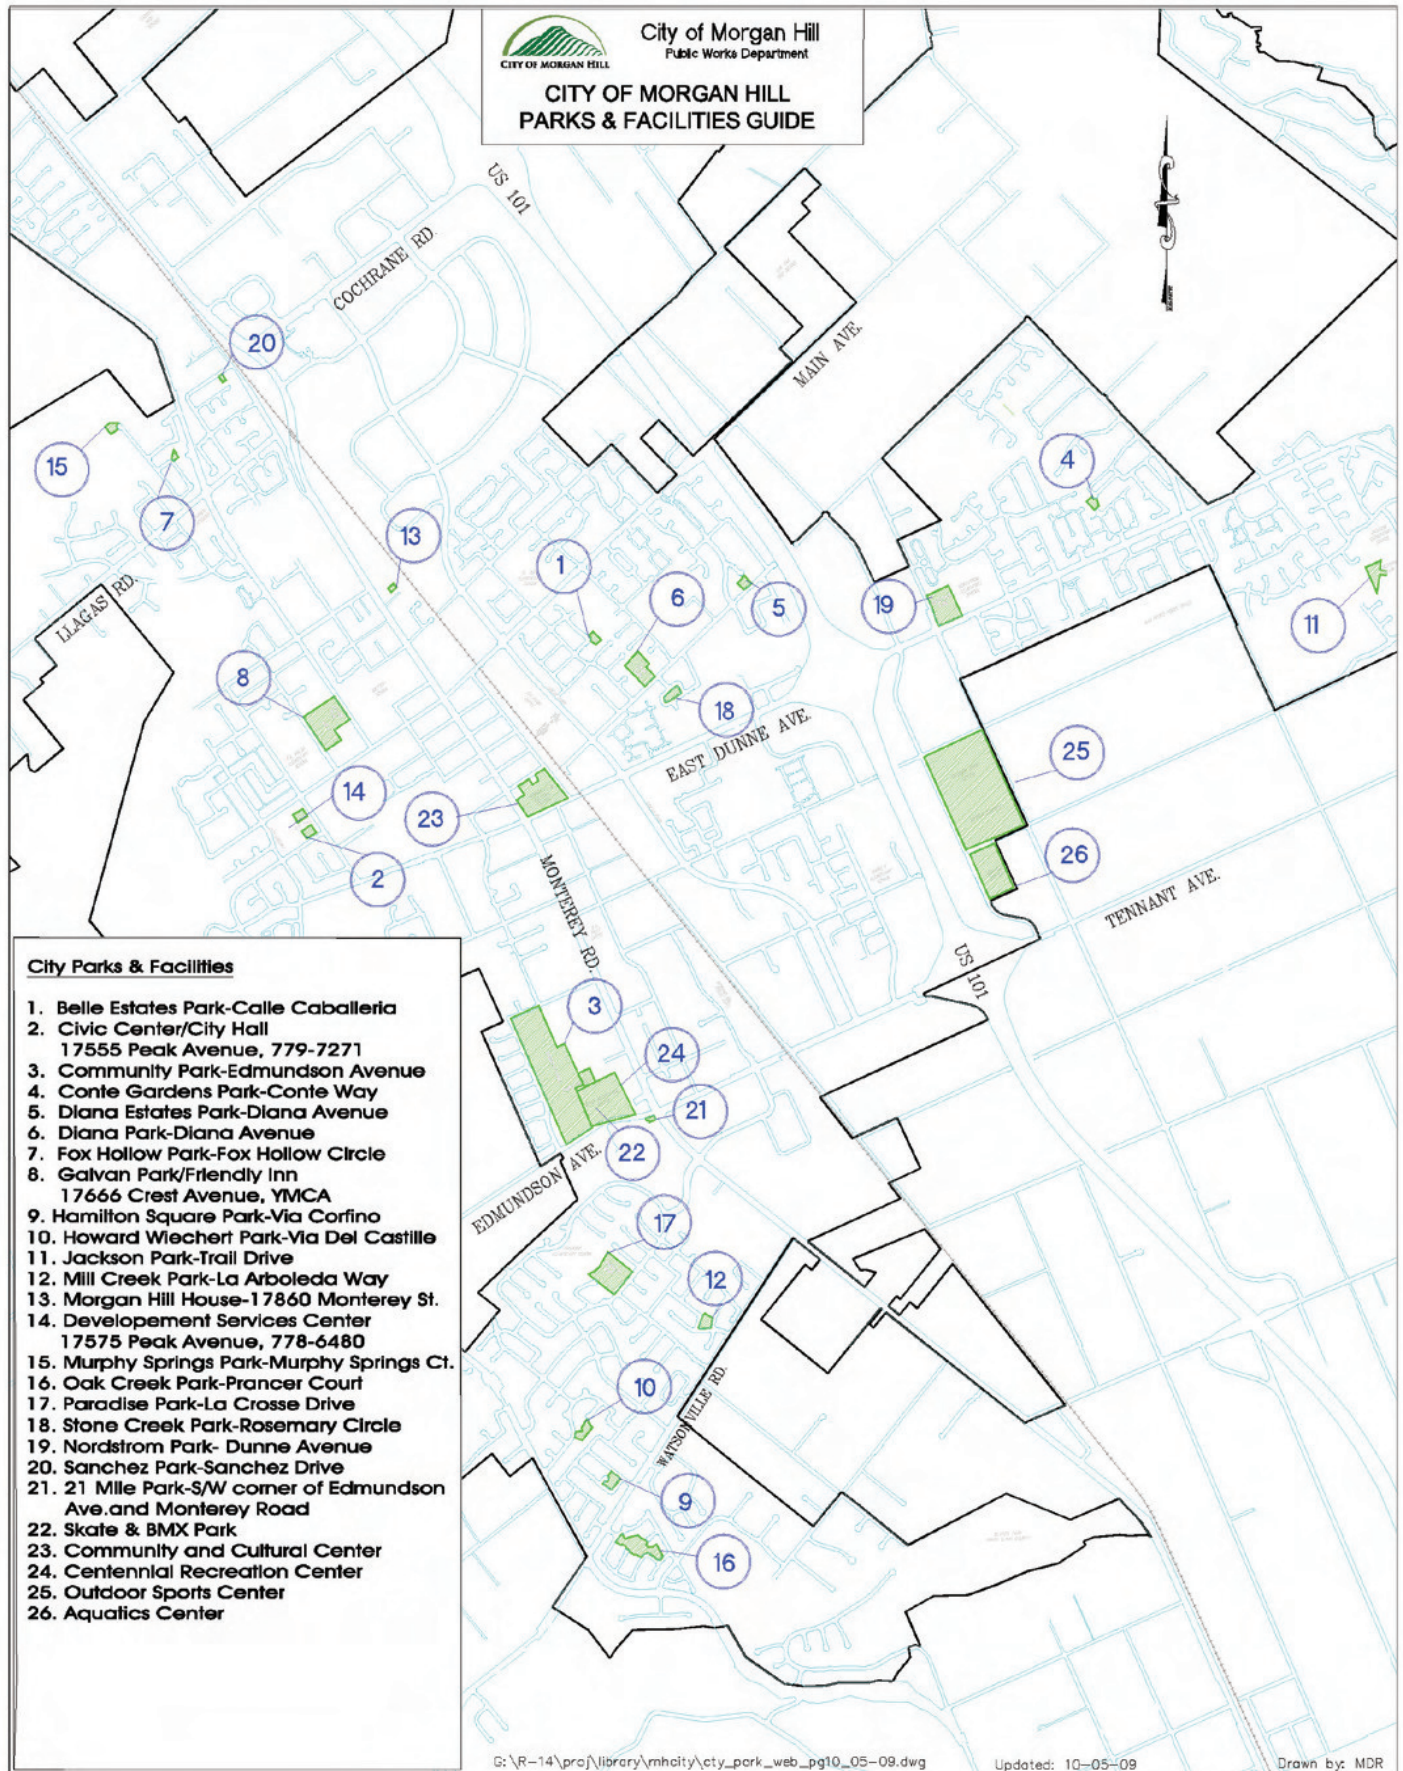 CITY OF MORGAN HILL
City of Morgan Hill
Public Works Department
CITY OF MORGAN HILL
PARKS & FACILITIES GUIDE
US 101
COCHRANE RD.
MAIN AVE.
20
15
7
4
13
1
6
5
19
11
LLAGAS RD.
8
18
EAST DUNNE AVE.
25
14
23
2
26
MONTEREY RD.
TENNANT AVE.
US 101
3
24
21
22
EDMUNDSON AVE.
17
12
10
WATSONVILLE RD.
9
16
City Parks & Facilities
1. Belle Estates Park-Calle Caballeria
2. Civic Center/City Hall
17555 Peak Avenue, 779-7271
3. Community Park-Edmundson Avenue
4. Conte Gardens Park-Conte Way
5. Diana Estates Park-Diana Avenue
6. Diana Park-Diana Avenue
7. Fox Hollow Park-Fox Hollow Circle
8. Galvan Park/Friendly Inn
17666 Crest Avenue, YMCA
9. Hamilton Square Park-Via Corfino
10. Howard Wiechert Park-Via Del Castille
11. Jackson Park-Trail Drive
12. Mill Creek Park-La Arboleda Way
13. Morgan Hill House-17860 Monterey St.
14. Developement Services Center
17575 Peak Avenue, 778-6480
15. Murphy Springs Park-Murphy Springs Ct.
16. Oak Creek Park-Prancer Court
17. Paradise Park-La Crosse Drive
18. Stone Creek Park-Rosemary Circle
19. Nordstrom Park- Dunne Avenue
20. Sanchez Park-Sanchez Drive
21. 21 Mile Park-S/W corner of Edmundson
Ave.and Monterey Road
22. Skate & BMX Park
23. Community and Cultural Center
24. Centennial Recreation Center
25. Outdoor Sports Center
26. Aquatics Center
G:\R-14\proj\library\mhcity\cty_park_web_pg10_05-09.dwg
Updated: 10-05-09
Drawn by: MDR